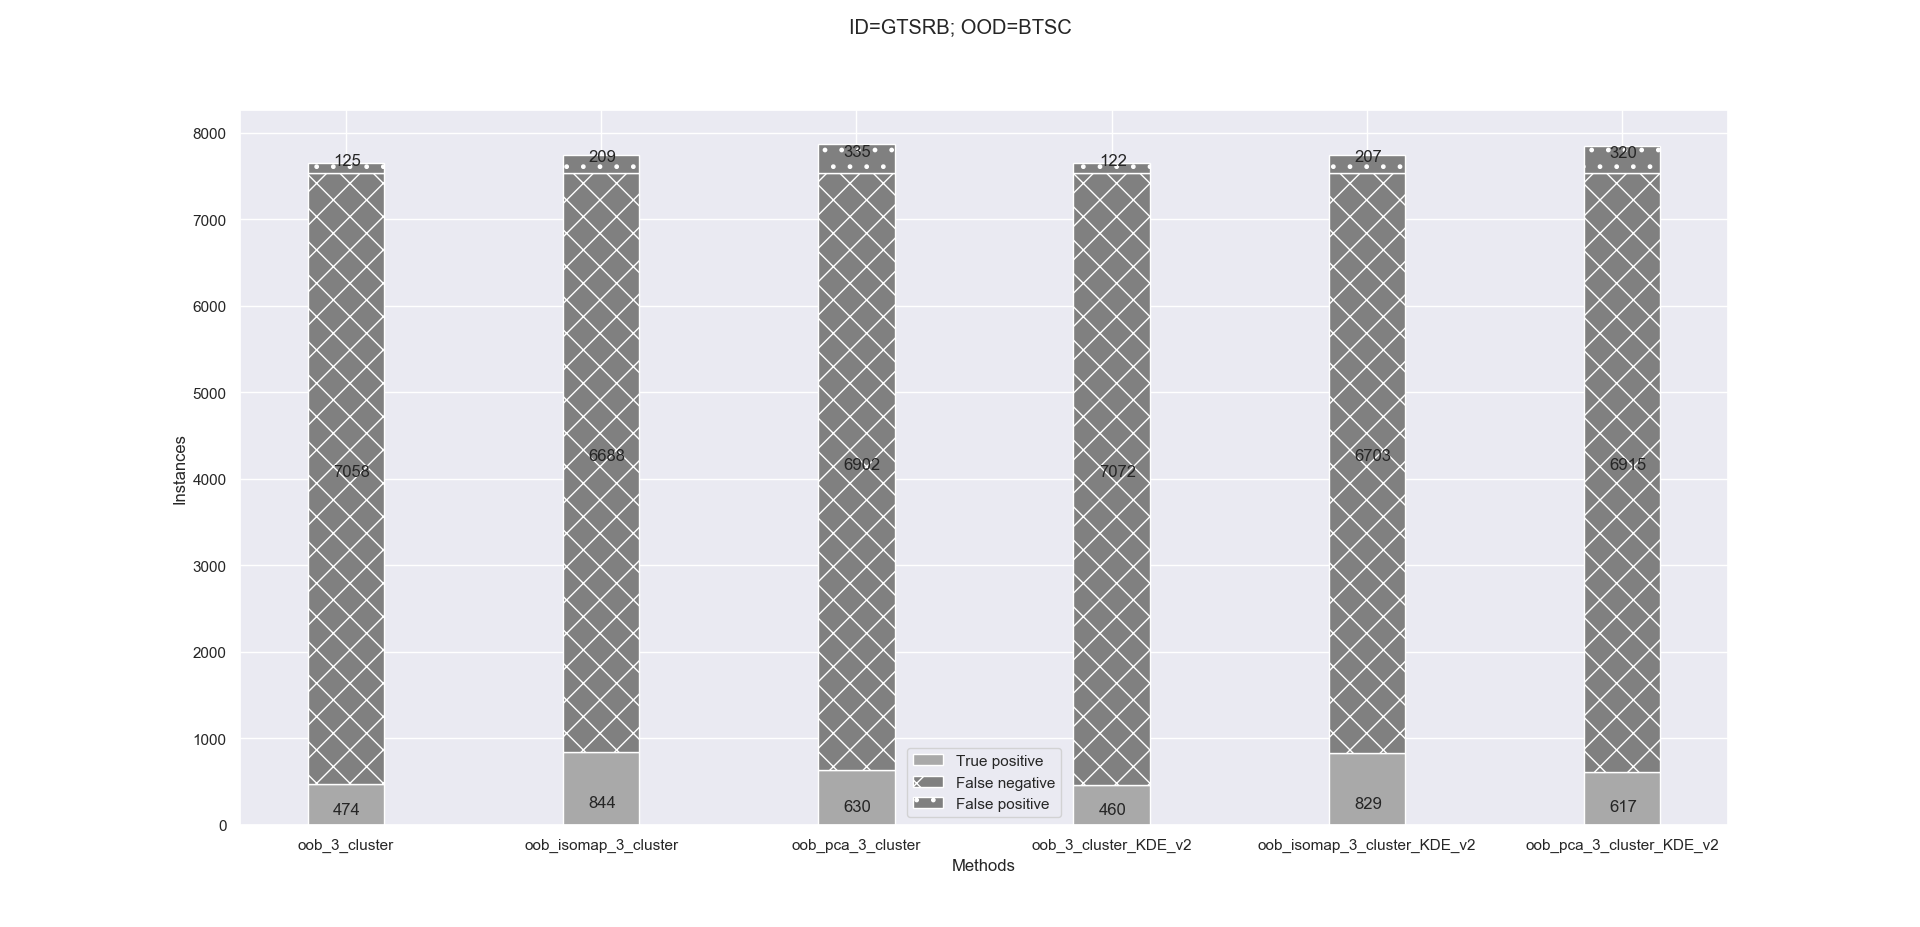 ID=GTSRB; OOD=BTSC
8000
7000
6000
5000
4000
3000
2000
1000
0
Instances
125
209
335
122
207
320
7058
6688
6902
7072
6703
6915
474
844
630
460
829
617
True positive
False negative
False positive
oob_3_cluster
oob_isomap_3_cluster
oob_pca_3_cluster
oob_3_cluster_KDE_v2
oob_isomap_3_cluster_KDE_v2
oob_pca_3_cluster_KDE_v2
Methods